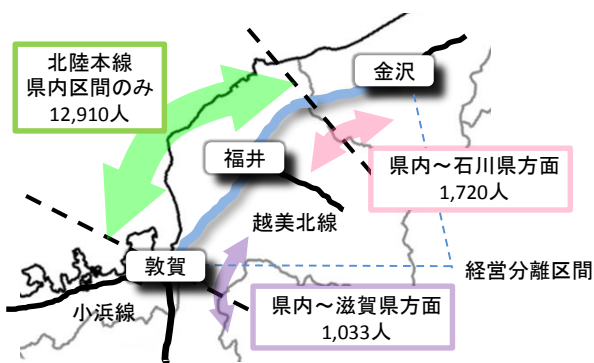 北陸本線
県内区間のみ
12,910人
金沢
福井
県内～石川県方面
1,720人
越美北線
敦賀
経営分離区間
小浜線
県内～滋賀県方面
1,033人